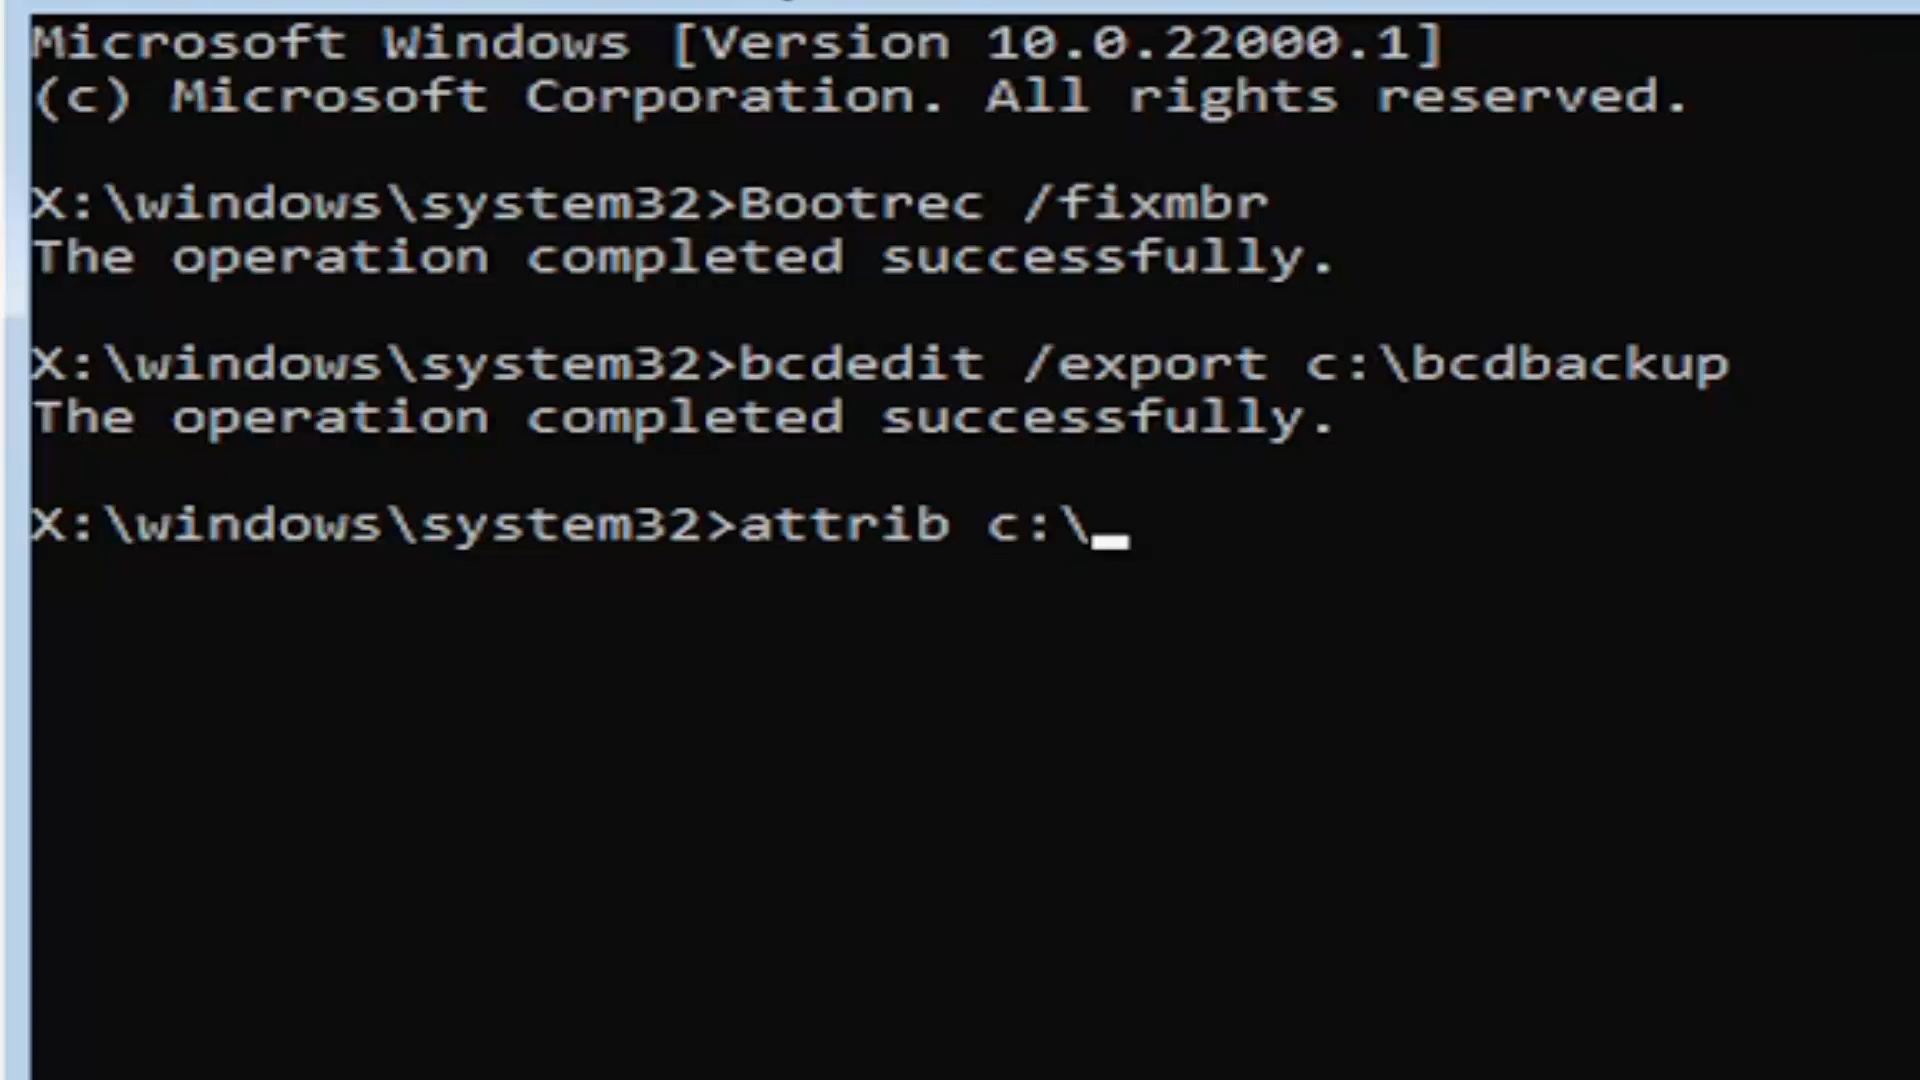 Microsoft Windows [Version 10.0.22000.1]
(c) Microsoft Corporation. All rights reserved.
X:\windows\system32>Bootrec /fixmbr
The operation completed successfully.
X:\windows\system32>bcdedit /export c:\bcdbackup
The operation completed successfully.
X:\windows\system32>attrib c:\